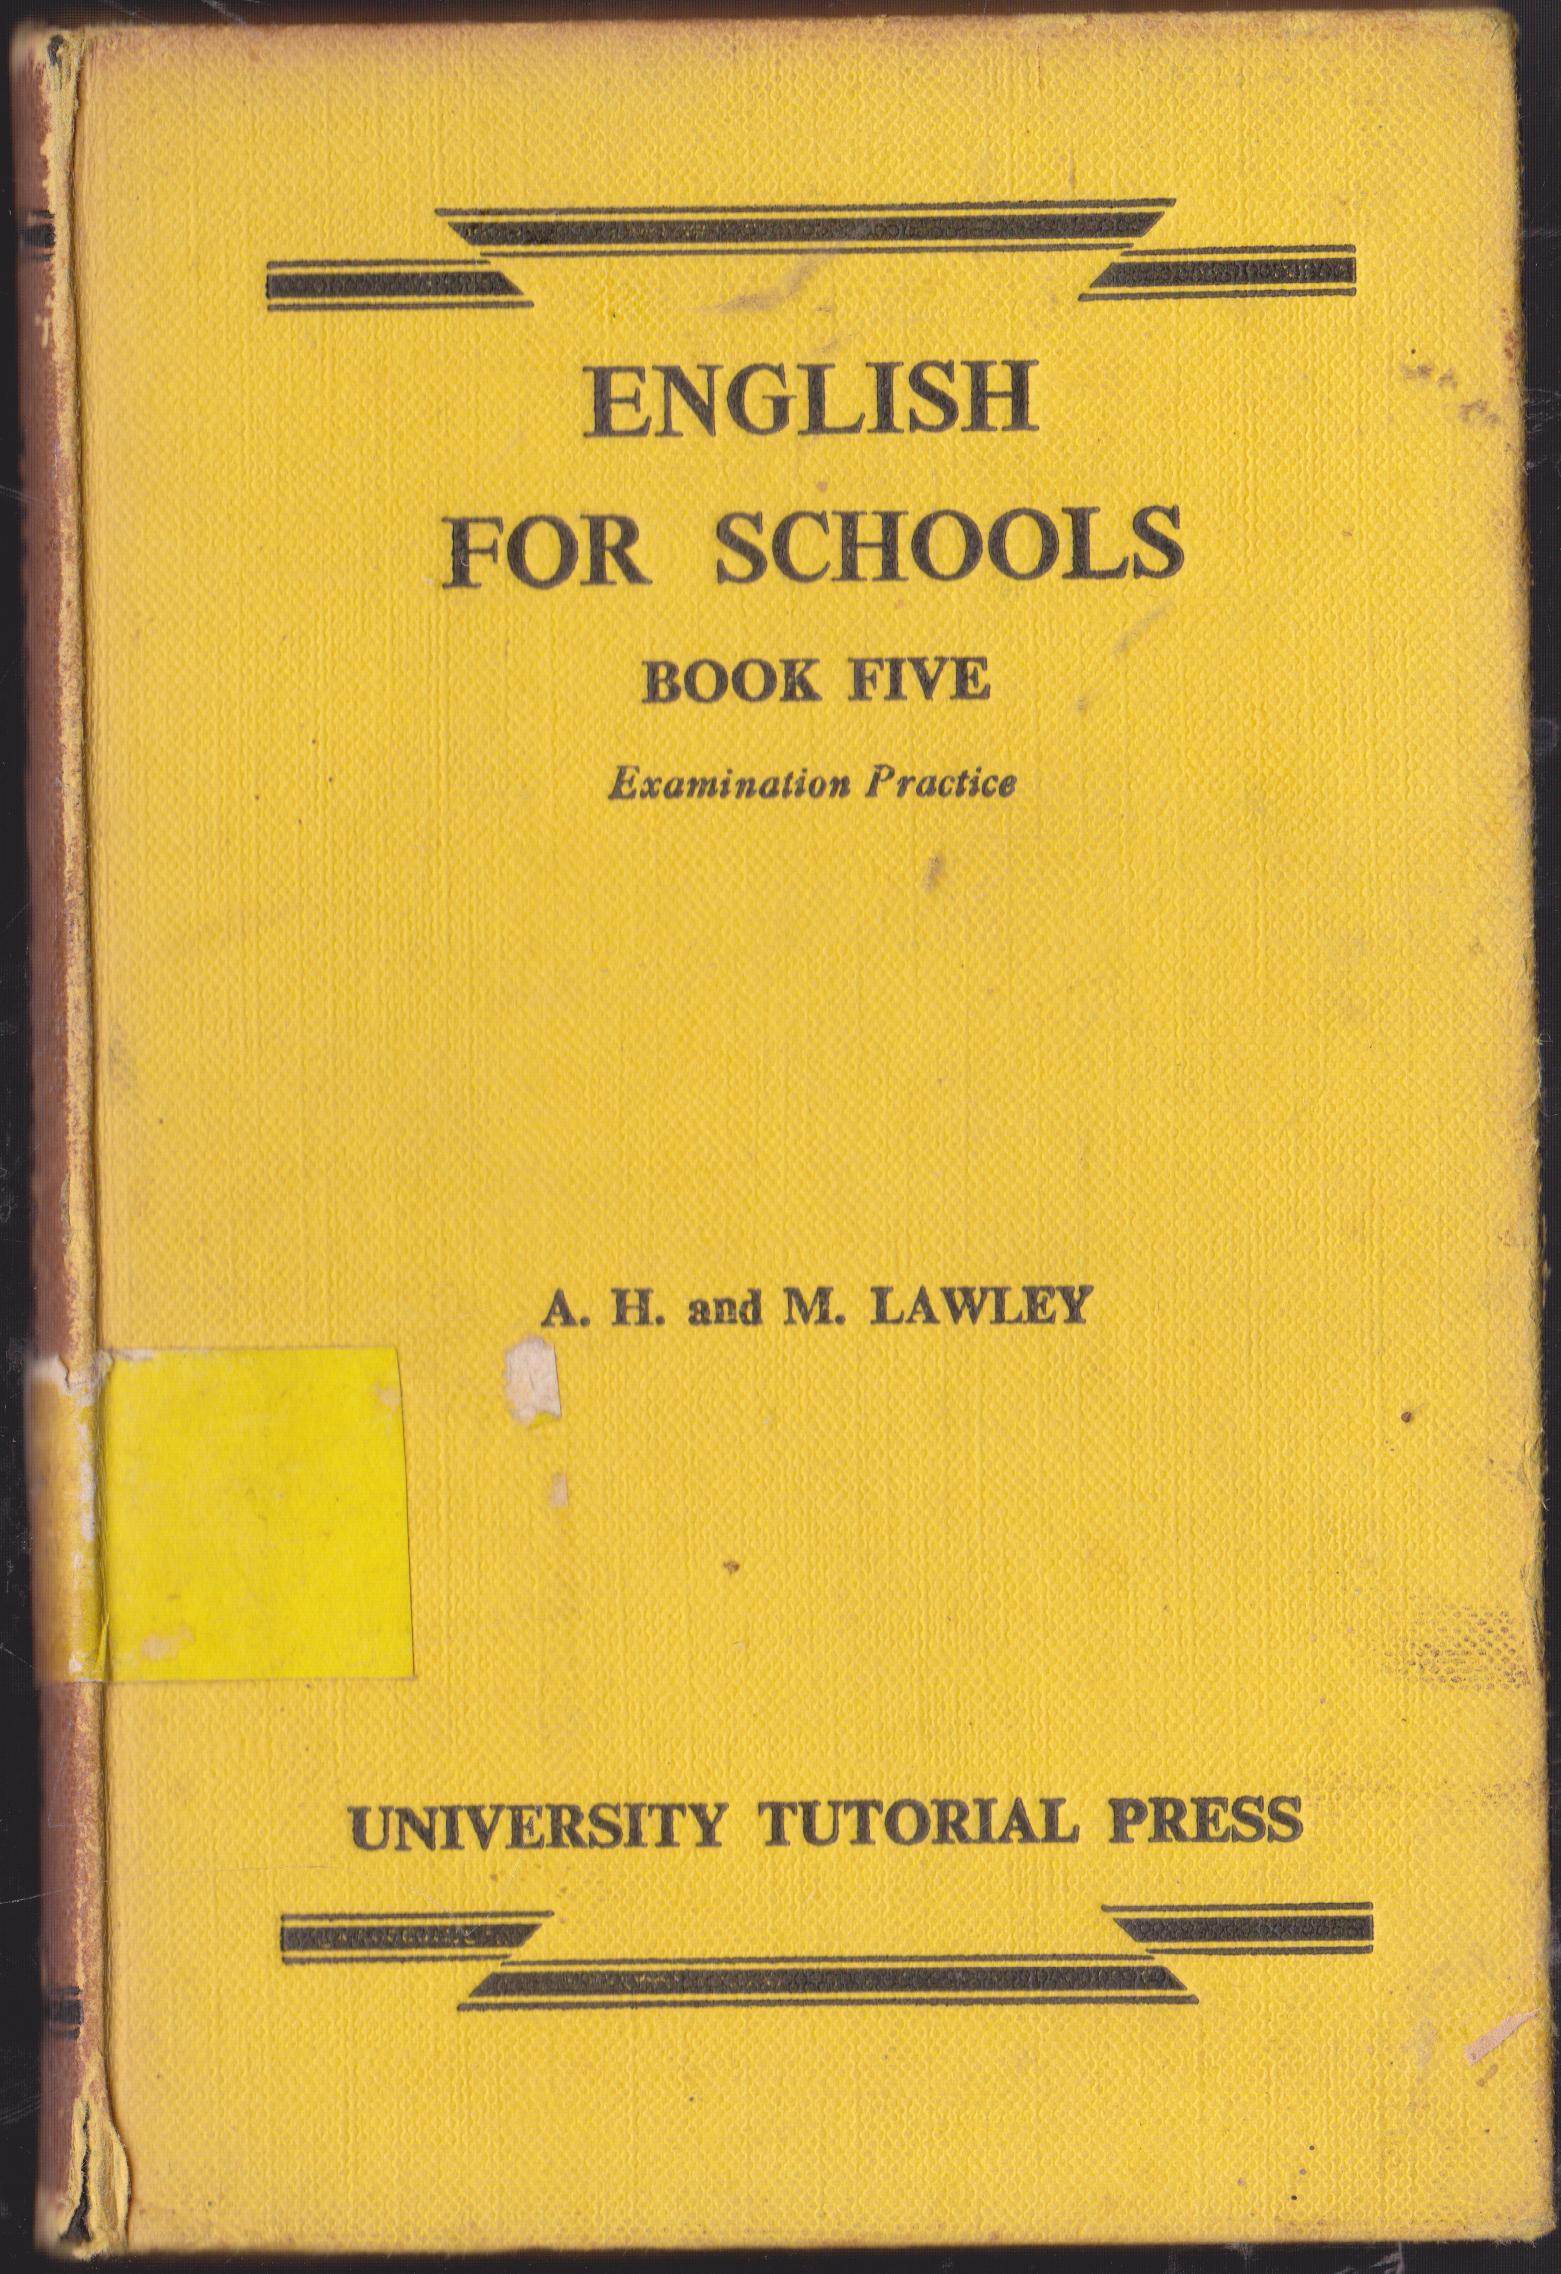 ENGLISH
FOR SCHOOLS
BOOK FIVE
Examination Practice
A. H. and M. LAWLEY
UNIVERSITY TUTORIAL PRESS